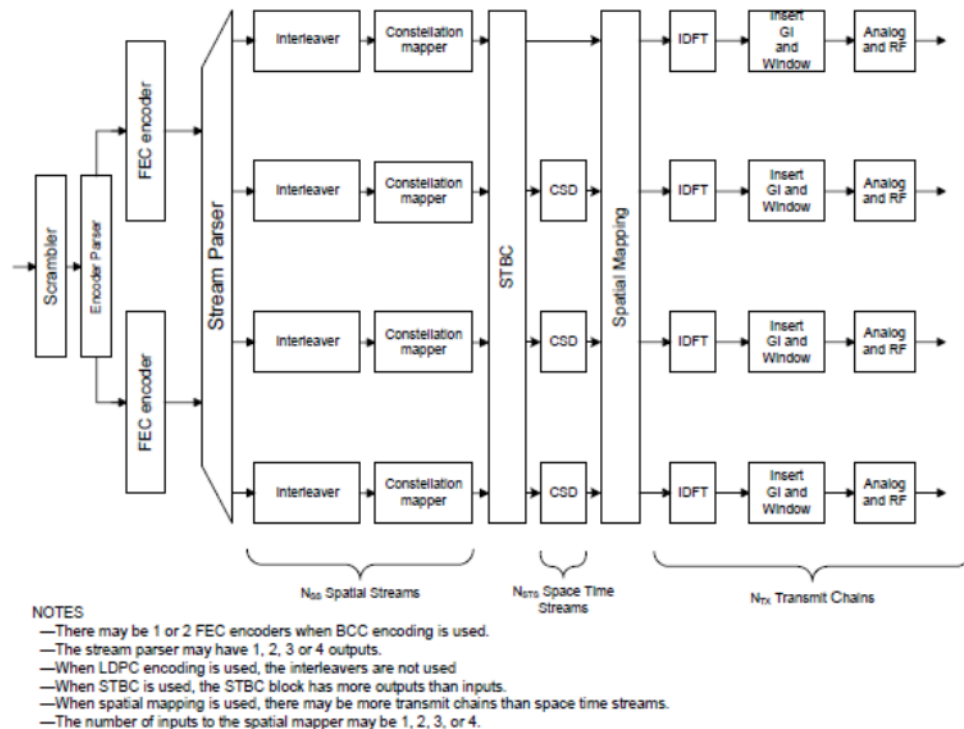 Scrambler
Encoder Parser
FEC encoder
FEC encoder
Stream Parser
Interleaver
Constellation
mapper
STBC
Spatial Mapping
IDFT
Insert
GI
and
Window
Analog
and RF
Interleaver
Constellation
mapper
CSD
IDFT
Insert
GI and
Window
Analog
and RF
Interleaver
Constellation
mapper
CSD
IDFT
Insert
GI and
Window
Analog
and RF
Interleaver
Constellation
mapper
CSD
IDFT
Insert
GI and
Window
Analog
and RF
NSS Spatial Streams
NSTS Space Time
Streams
NTX Transmit Chains
NOTES
—There may be 1 or 2 FEC encoders when BCC encoding is used.
—The stream parser may have 1, 2, 3 or 4 outputs.
—When LDPC encoding is used, the interleavers are not used
—When STBC is used, the STBC block has more outputs than inputs.
—When spatial mapping is used, there may be more transmit chains than space time streams.
—The number of inputs to the spatial mapper may be 1, 2, 3, or 4.